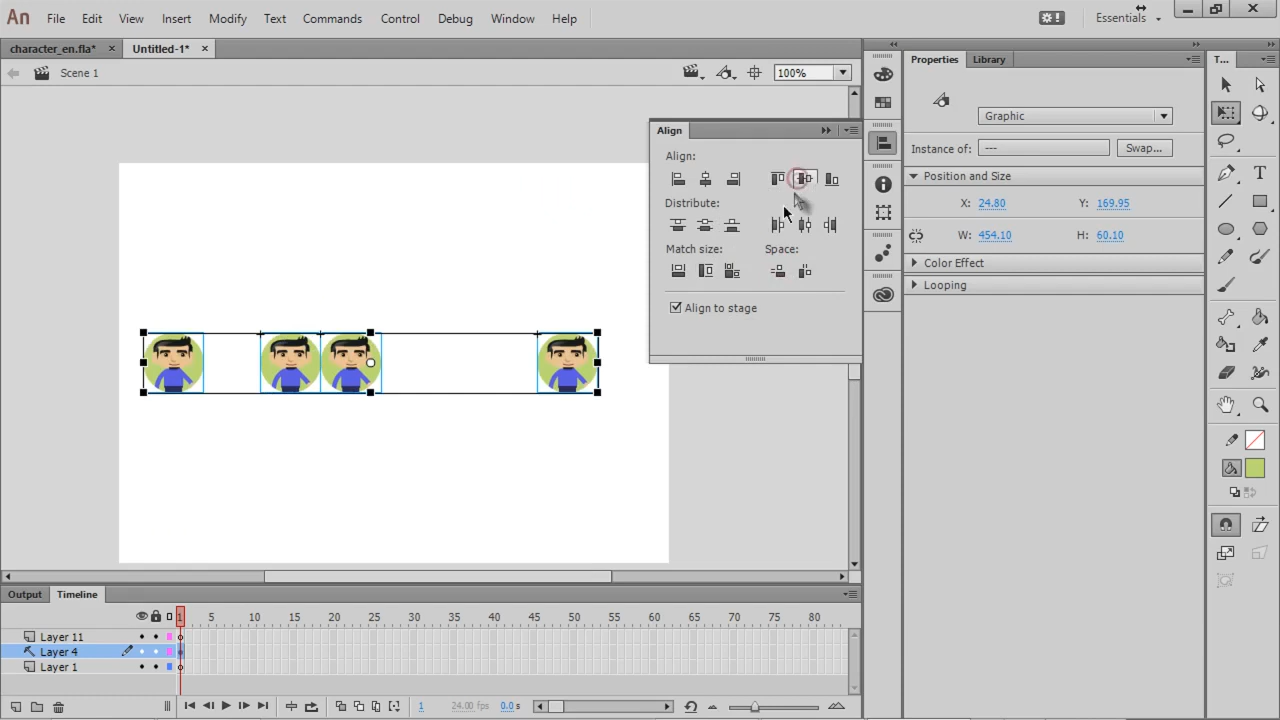 An File Edit View Insert Modify Text Commands Control Debug Window Help Essentials
character_en.fla* × Untitled-1* ×
Scene 1 100%
Align
Align:
Distribute:
Match size: Space:
Align to stage
Properties Library
Graphic
Instance of: --- Swap...
Position and Size
X: 24.80 Y: 169.95
W: 454.10 H: 60.10
Color Effect
Looping
T...
Output Timeline
1 5 10 15 20 25 30 35 40 45 50 55 60 65 70 75 80
Layer 11
Layer 4
Layer 1
1 24.00 fps 0.0 s